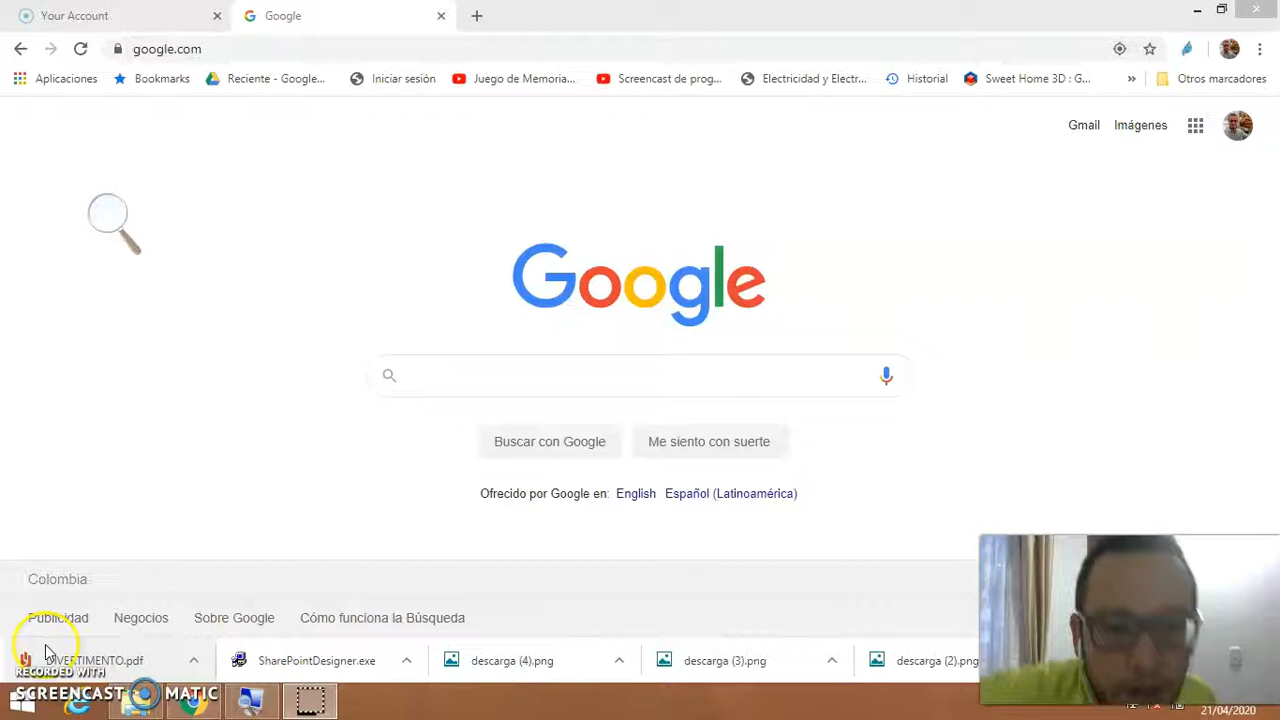 Your Account
Google
google.com
Aplicaciones
Bookmarks
Reciente - Google...
Iniciar sesión
Juego de Memoria...
Screencast de prog...
Electricidad y Electr...
Historial
Sweet Home 3D : G...
»
Otros marcadores
Gmail
Imágenes
Google
Buscar con Google
Me siento con suerte
Ofrecido por Google en: English Español (Latinoamérica)
Colombia
Publicidad
Negocios
Sobre Google
Cómo funciona la Búsqueda
VERTIMENTO.pdf
SharePointDesigner.exe
descarga (4).png
descarga (3).png
descarga (2).png
RECORDED WITH
SCREENCAST MATIC
21/04/2020